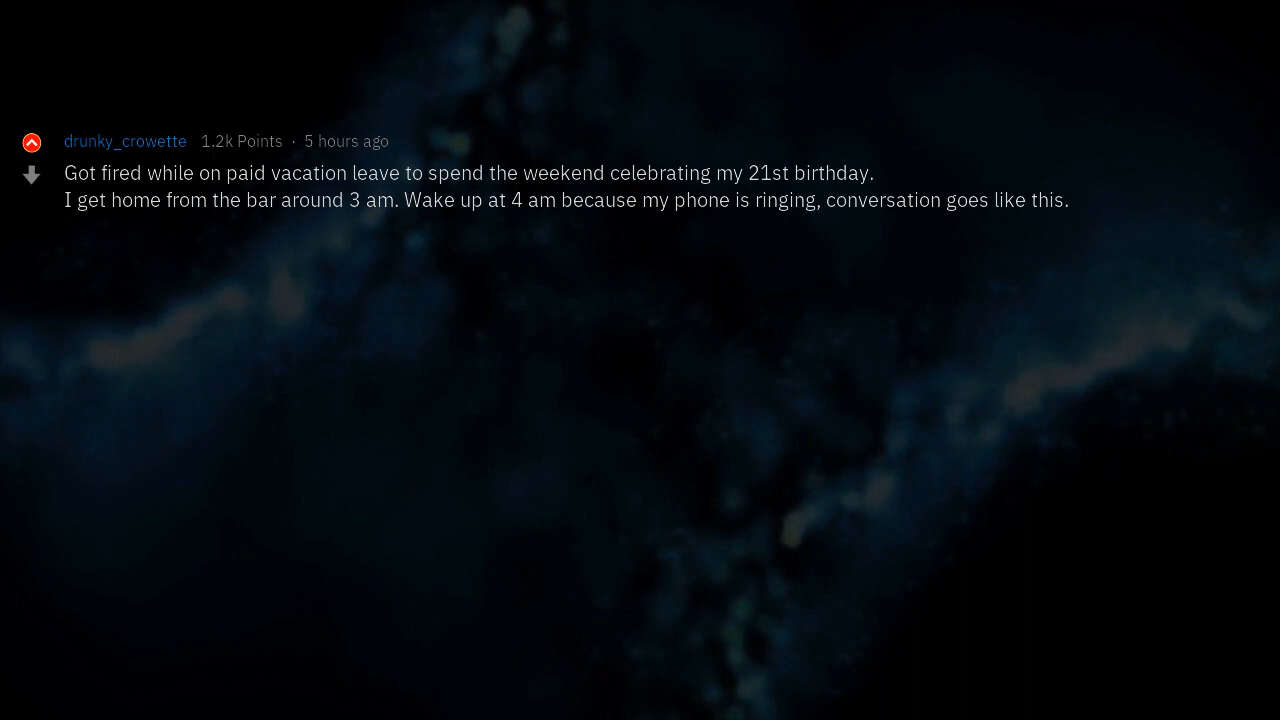 drunky_crowette 1.2k Points · 5 hours ago
Got fired while on paid vacation leave to spend the weekend celebrating my 21st birthday.
I get home from the bar around 3 am. Wake up at 4 am because my phone is ringing, conversation goes like this.